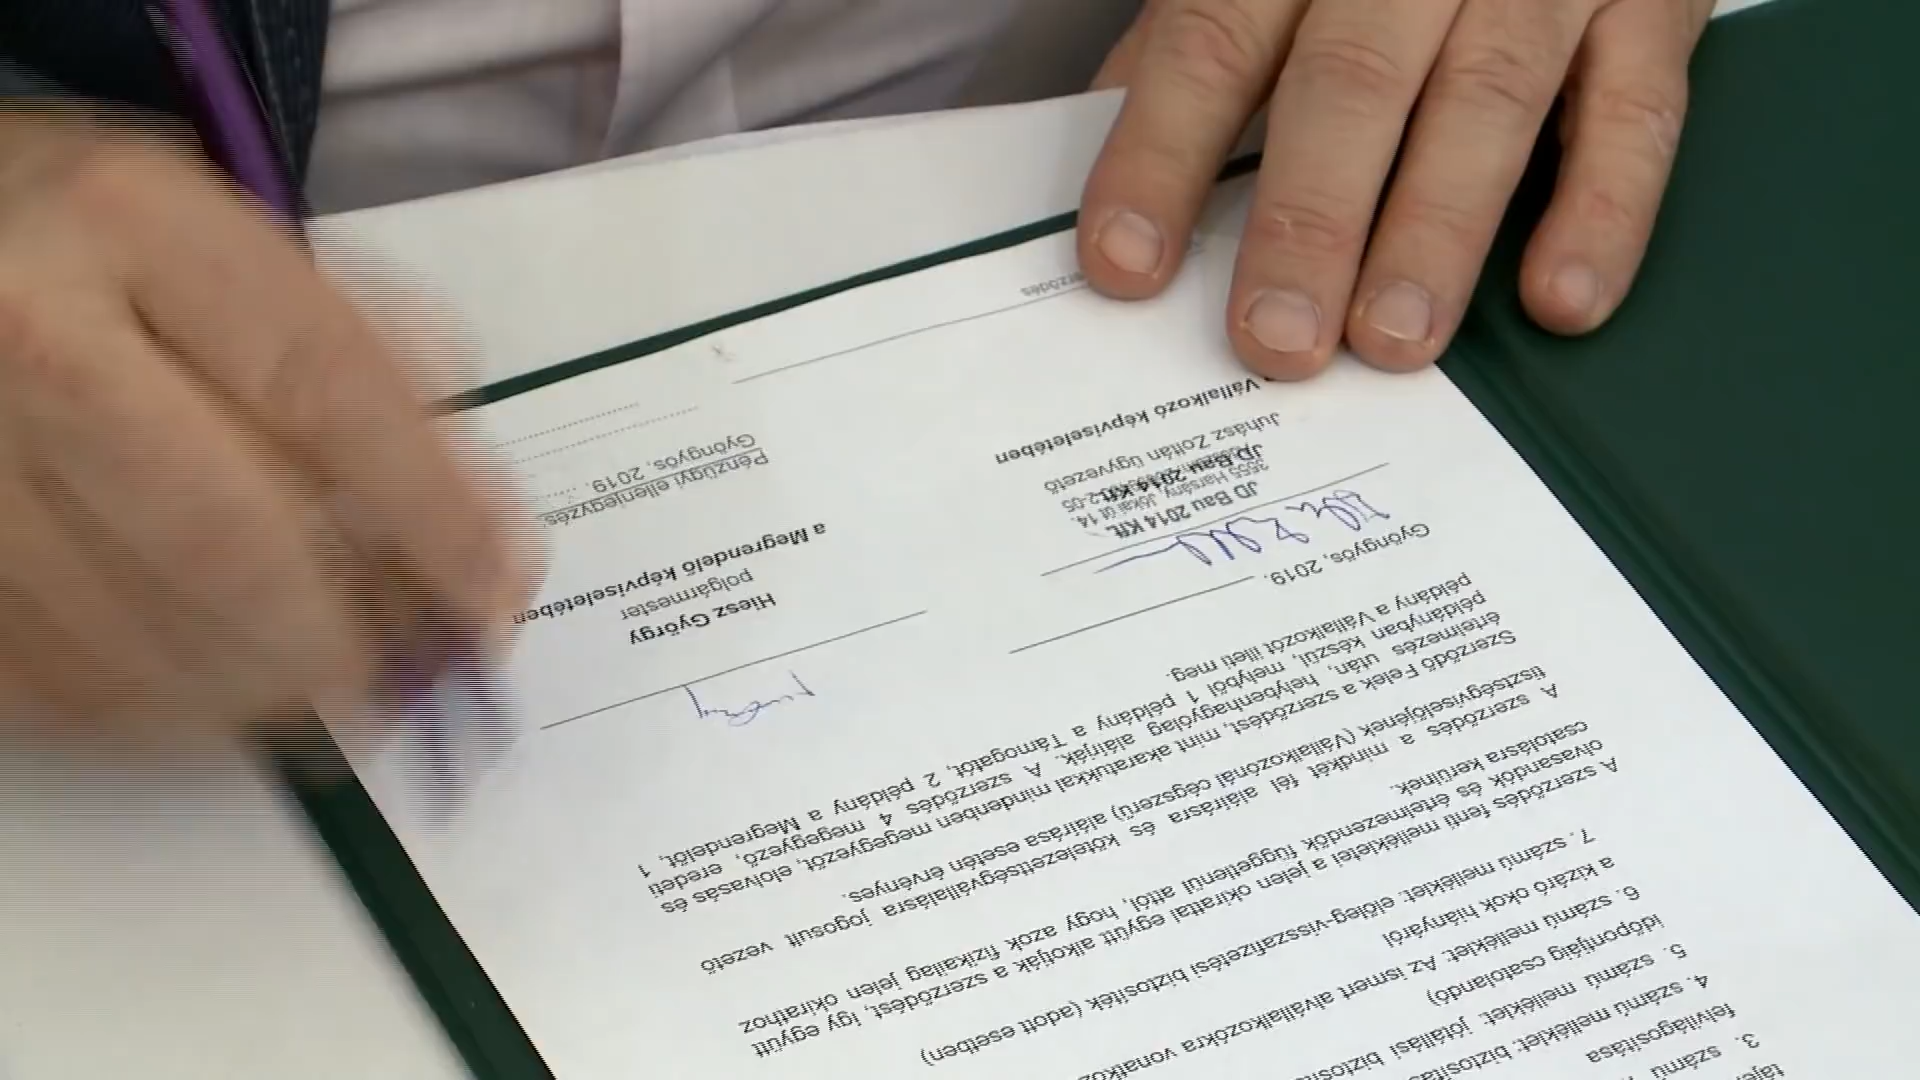 3. számú
felvilágosítása
4. számú melléklet: biztosítás
5. számú melléklet: jótállási
időpontjáig csatolandó)
6. számú melléklet: Az ismert alvállalkozókra
a kizáró okok hiányáról
7. számú melléklet: előleg-visszafizetési biztosíték (adott esetben)
A szerződés fenti mellékletei a jelen okirattal együtt alkotják a szerződést, így együtt
olvasandók és értelmezendők függetlenül attól, hogy azok fizikailag jelen okirathoz
csatolásra kerülnek.
A szerződés a mindkét fél aláírásra és kötelezettségvállalásra jogosult vezető
tisztségviselőjének (Vállalkozónál cégszerű) aláírása esetén érvényes.
Szerződő Felek a szerződést, mint akaratukkal mindenben megegyezőt, elolvasás és
értelmezés után, helybenhagyólag aláírják. A szerződés 4 megegyező, eredeti
példányban készül, melyből 1 példány a Támogatót, 2 példány a Megrendelőt, 1
példány a Vállalkozót illeti meg.
Gyöngyös, 2019.
JD Bau 2014 Kft.
3555 Harsány, Jókai út 14.
JD Bau 2014 Kft.
Juhász Zoltán ügyvezető
Vállalkozó képviseletében
Hiesz György
polgármester
a Megrendelő képviseletében
Pénzügyi ellenjegyzés:
Gyöngyös, 2019.